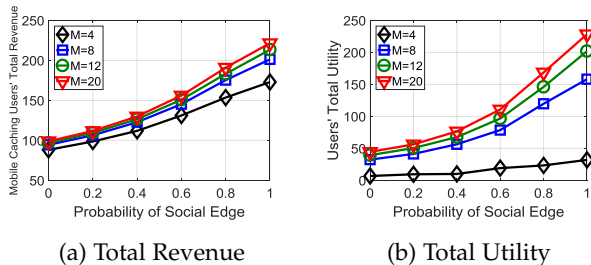 Mobile Caching Users' Total Revenue
250
200
150
100
50
M=4
M=8
M=12
M=20
0 0.2 0.4 0.6 0.8 1
Probability of Social Edge
(a) Total Revenue
Users' Total Utility
250
200
150
100
50
0
M=4
M=8
M=12
M=20
0 0.2 0.4 0.6 0.8 1
Probability of Social Edge
(b) Total Utility